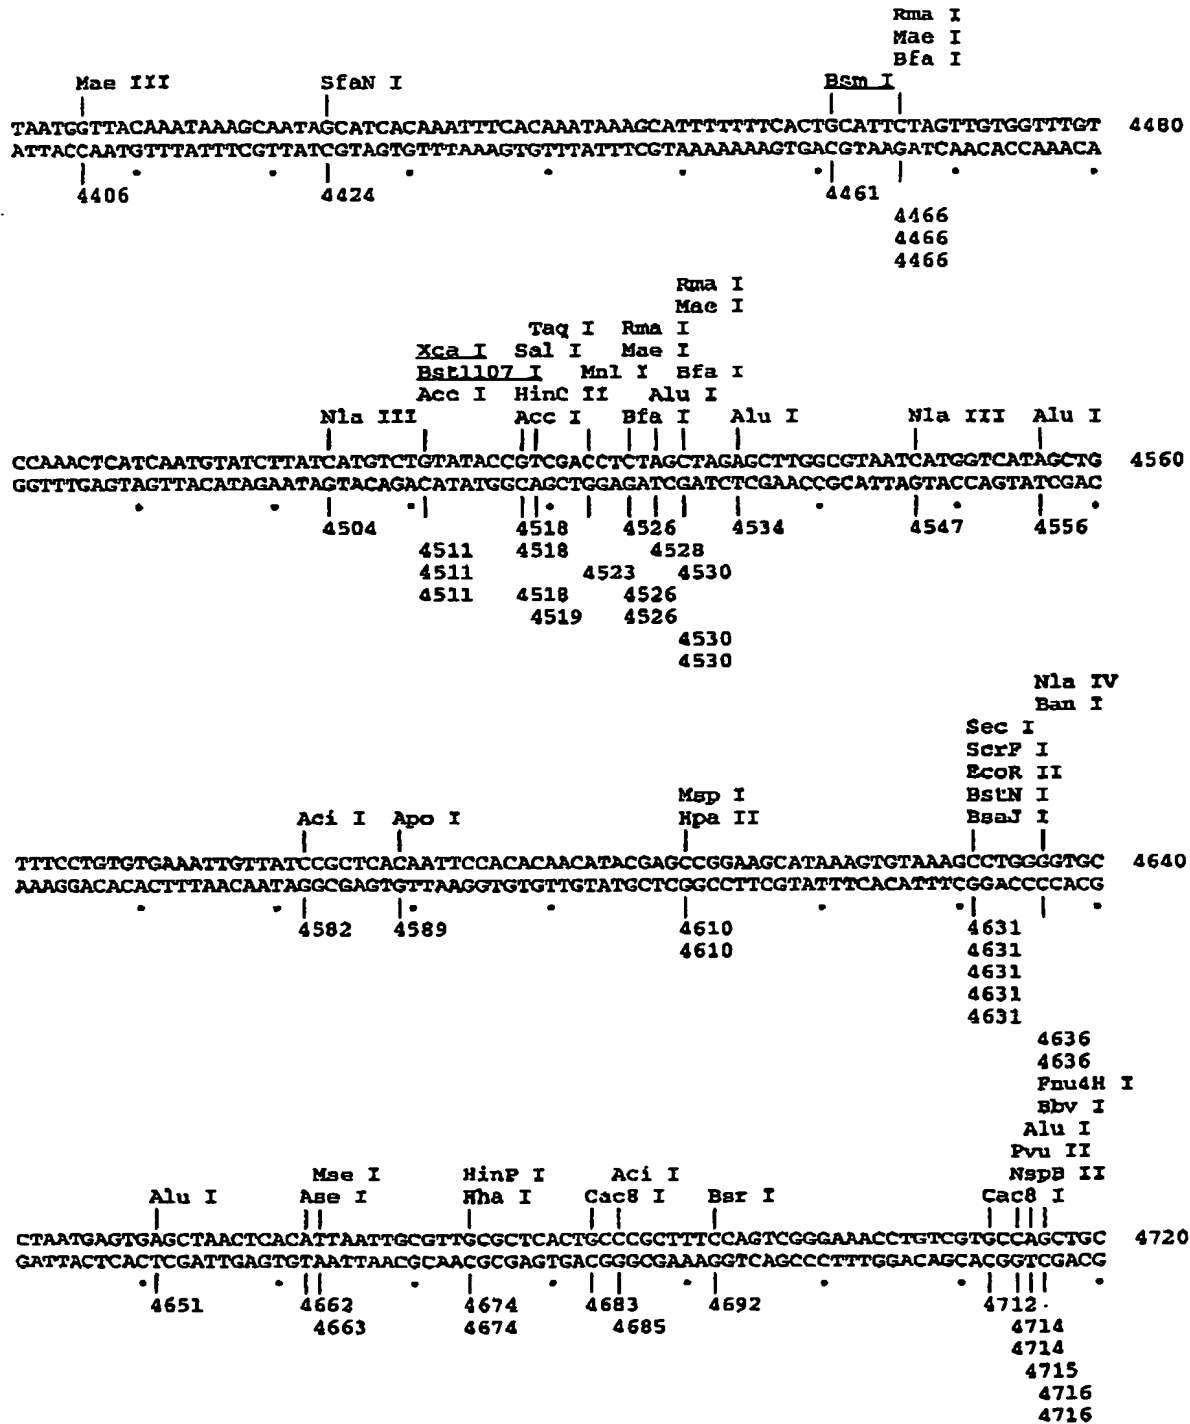 Rma I
Mae I
Bfa I
Mae III SfaN I Bsm I
TAATGGTTACAAATAAAGCAATAGCATCACAAATTTCACAAATAAAGCATTTTTTTCACTGCATTCTAGTTGTGGTTTGT 4480
ATTACCAATGTTTATTTCGTTATCGTAGTGTTTAAAGTGTTTATTTCGTAAAAAAAGTGACGTAAGATCAACACCAAACA
4406 4424 4461
4466
4466
4466
Rma I
Mae I
Taq I Rma I
Xca I Sal I Mae I
Bst1107 I Mnl I Bfa I
Acc I HinC II Alu I
Nla III Acc I Bfa I Alu I Nla III Alu I
CCAAACTCATCAATGTATCTTATCATGTCTGTATACCGTCGACCTCTAGCTAGAGCTTGGCGTAATCATGGTCATAGCTG 4560
GGTTTGAGTAGTTACATAGAATAGTACAGACATATGGCAGCTGGAGATCGATCTCGAACCGCATTAGTACCAGTATCGAC
4504 4518 4526 4534 4547 4556
4511 4518 4528
4511 4523 4530
4511 4518 4526
4519 4526
4530
4530
Nla IV
Ban I
Sec I
ScrF I
EcoR II
Msp I BstN I
Aci I Apo I Hpa II BsaJ I
TTTCCTGTGTGAAATTGTTATCCGCTCACAATTCCACACAACATACGAGCCGGAAGCATAAAGTGTAAAGCCTGGGGTGC 4640
AAAGGACACACTTTAACAATAGGCGAGTGTTAAGGTGTGTTGTATGCTCGGCCTTCGTATTTCACATTTCGGACCCCACG
4582 4589 4610 4631
4610 4631
4631
4631
4631
4636
4636
Fnu4H I
Bbv I
Alu I
Pvu II
Mse I HinP I Aci I NspB II
Alu I Ase I Hha I Cac8 I Bsr I Cac8 I
CTAATGAGTGAGCTAACTCACATTAATTGCGTTGCGCTCACTGCCCGCTTTCCAGTCGGGAAACCTGTCGTGCCAGCTGC 4720
GATTACTCACTCGATTGAGTGTAATTAACGCAACGCGAGTGACGGGCGAAAGGTCAGCCCTTTGGACAGCACGGTCGACG
4651 4662 4674 4683 4692 4712
4663 4674 4685 4714
4714
4715
4716
4716